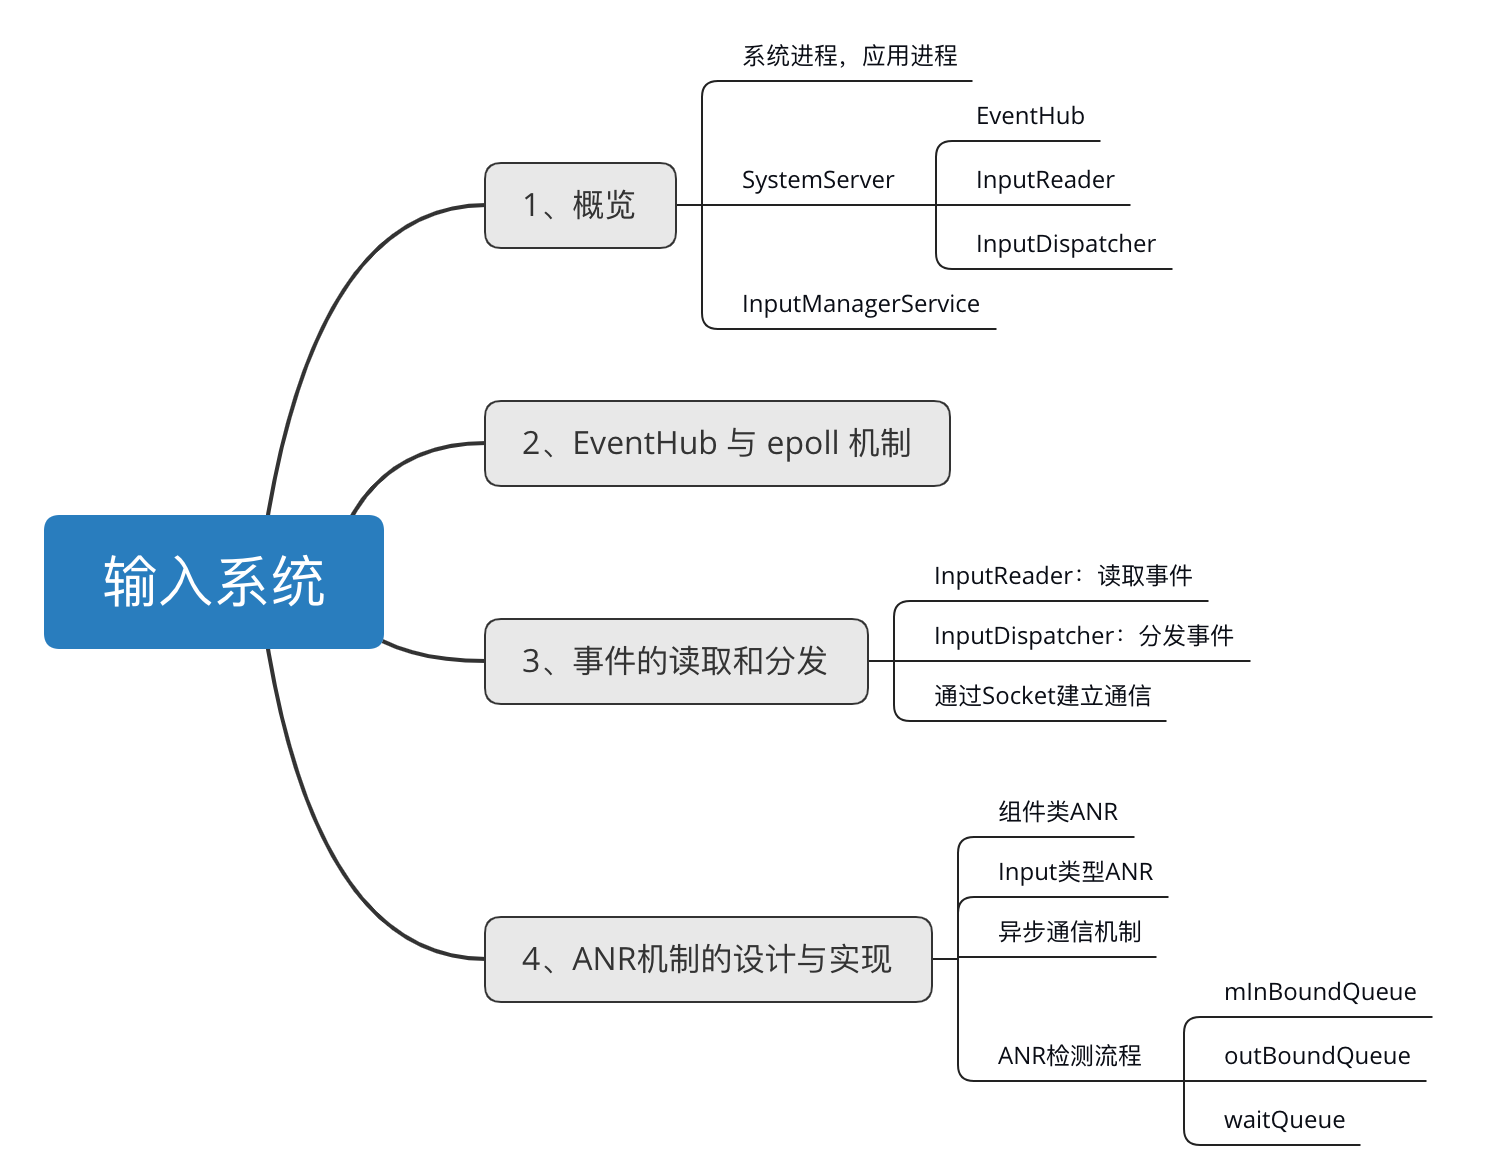 输入系统
1、概览
系统进程，应用进程
SystemServer
EventHub
InputReader
InputDispatcher
InputManagerService
2、EventHub 与 epoll 机制
3、事件的读取和分发
InputReader：读取事件
InputDispatcher：分发事件
通过Socket建立通信
4、ANR机制的设计与实现
组件类ANR
Input类型ANR
异步通信机制
ANR检测流程
mInBoundQueue
outBoundQueue
waitQueue